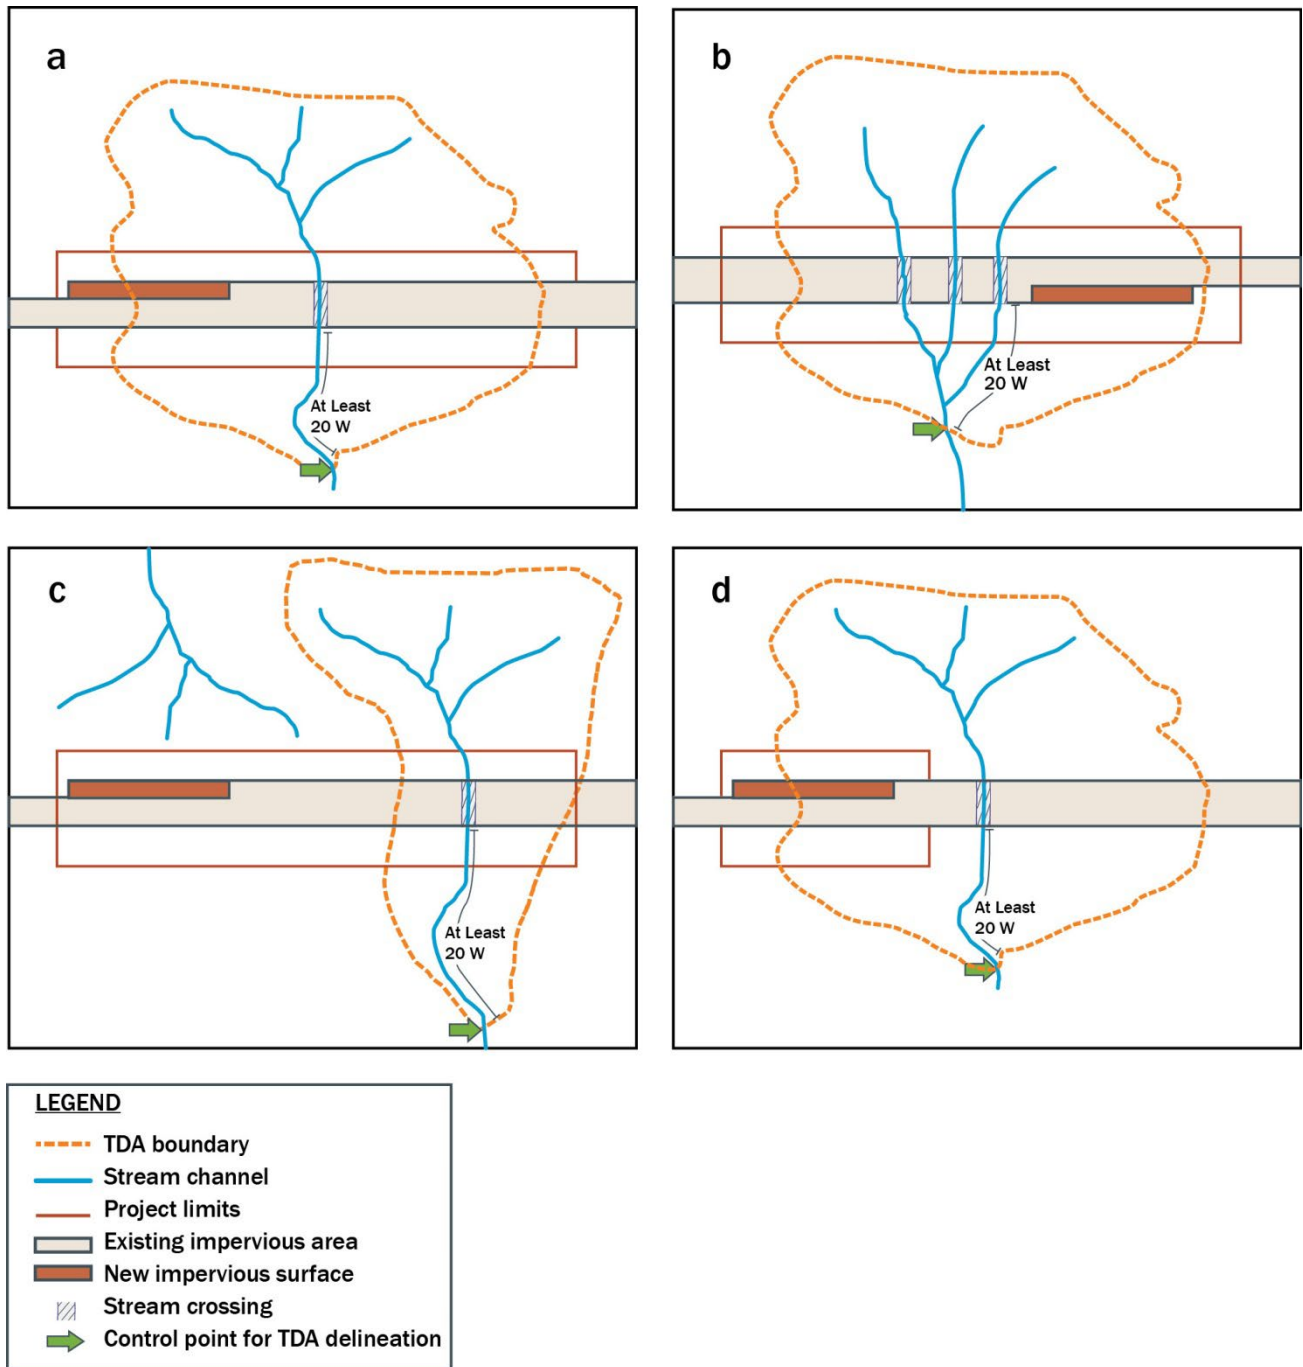 a
At Least
20 W
b
At Least
20 W
c
At Least
20 W
d
At Least
20 W
LEGEND
TDA boundary
Stream channel
Project limits
Existing impervious area
New impervious surface
Stream crossing
Control point for TDA delineation